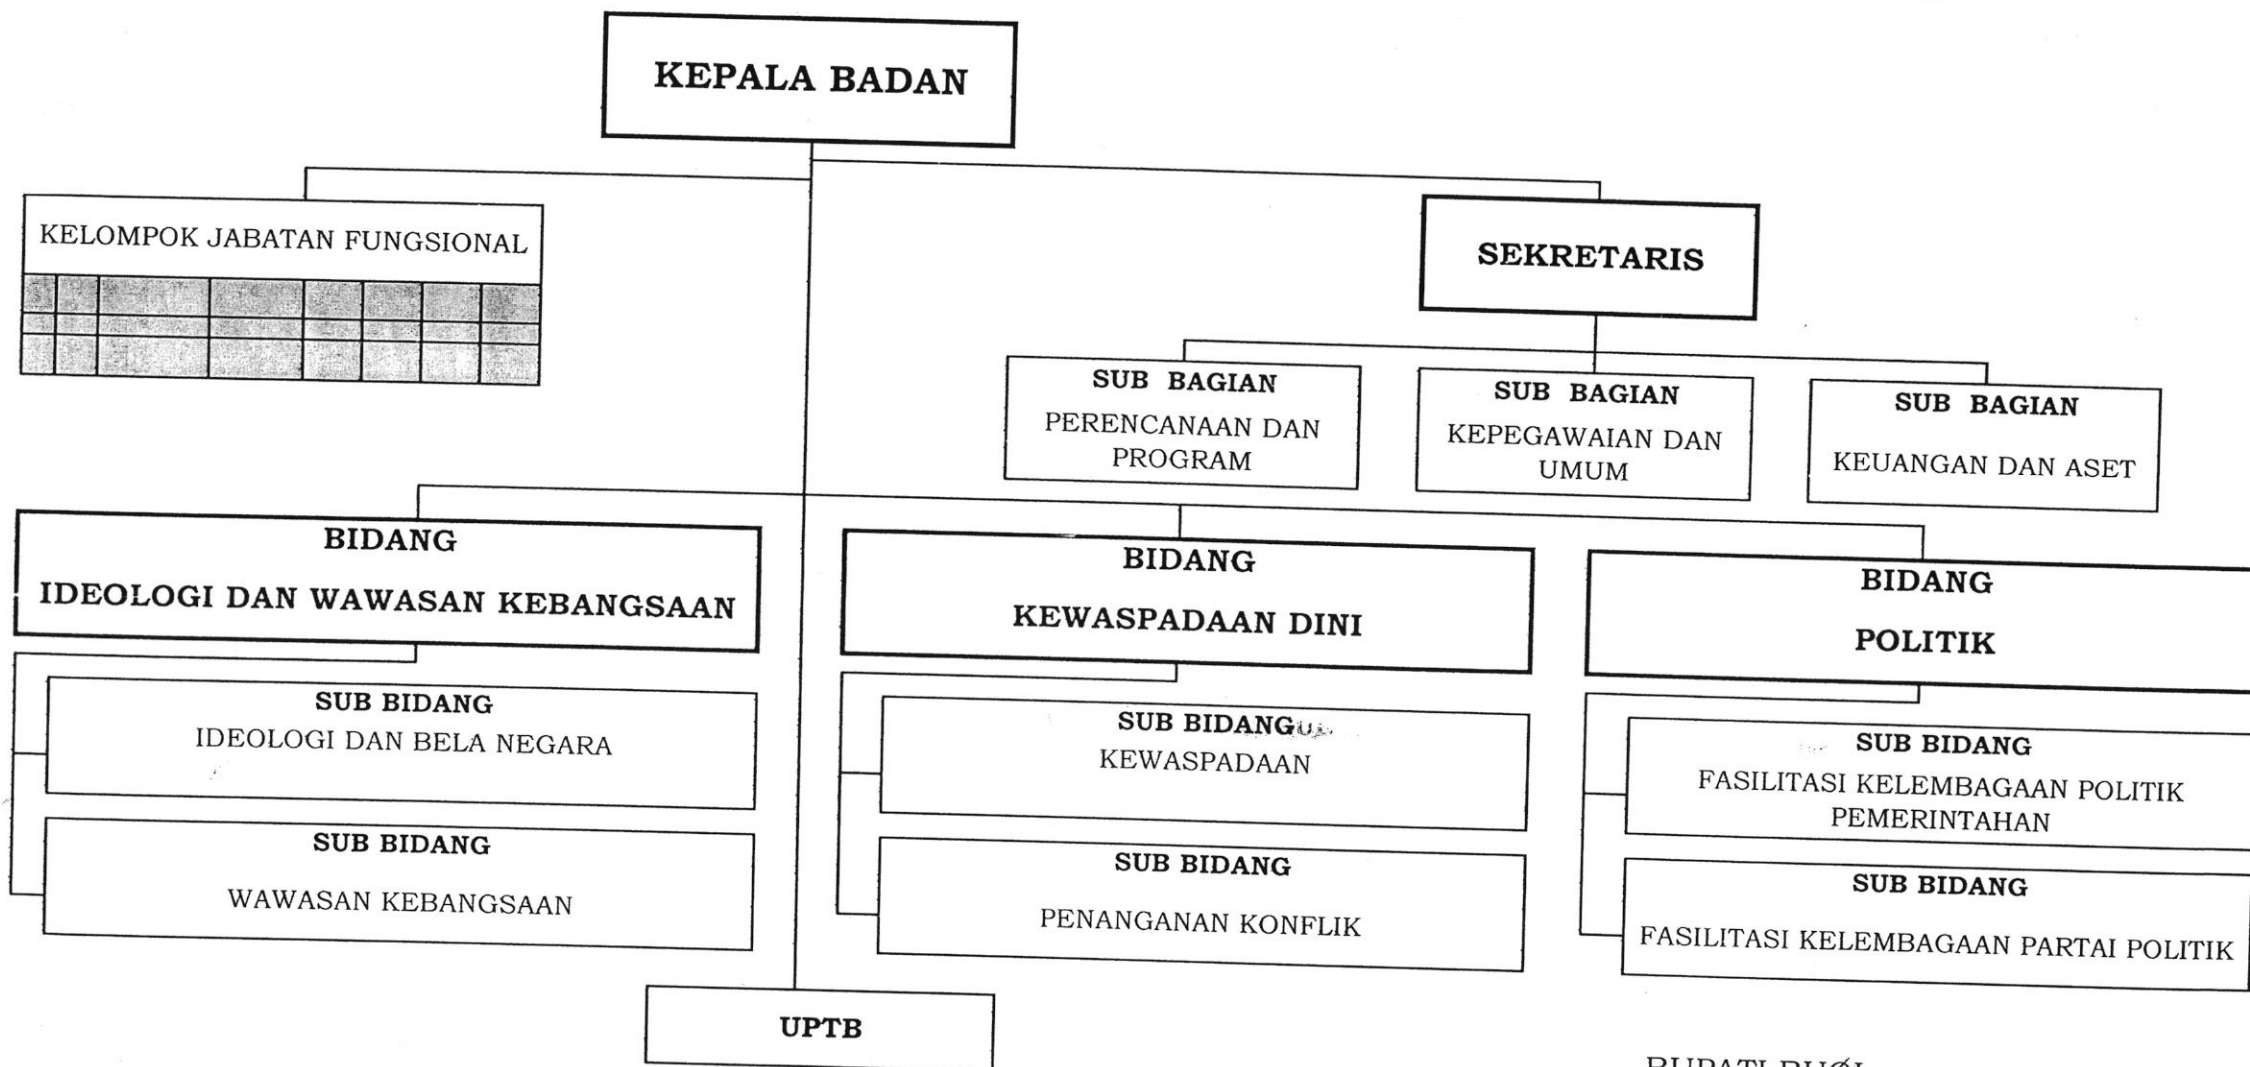 KEPALA BADAN
KELOMPOK JABATAN FUNGSIONAL
SEKRETARIS
SUB BAGIAN
PERENCANAAN DAN
PROGRAM
SUB BAGIAN
KEPEGAWAIAN DAN
UMUM
SUB BAGIAN
KEUANGAN DAN ASET
BIDANG
IDEOLOGI DAN WAWASAN KEBANGSAAN
SUB BIDANG
IDEOLOGI DAN BELA NEGARA
SUB BIDANG
WAWASAN KEBANGSAAN
BIDANG
KEWASPADAAN DINI
SUB BIDANG
KEWASPADAAN
SUB BIDANG
PENANGANAN KONFLIK
BIDANG
POLITIK
SUB BIDANG
FASILITASI KELEMBAGAAN POLITIK
PEMERINTAHAN
SUB BIDANG
FASILITASI KELEMBAGAAN PARTAI POLITIK
UPTB
BUPATI